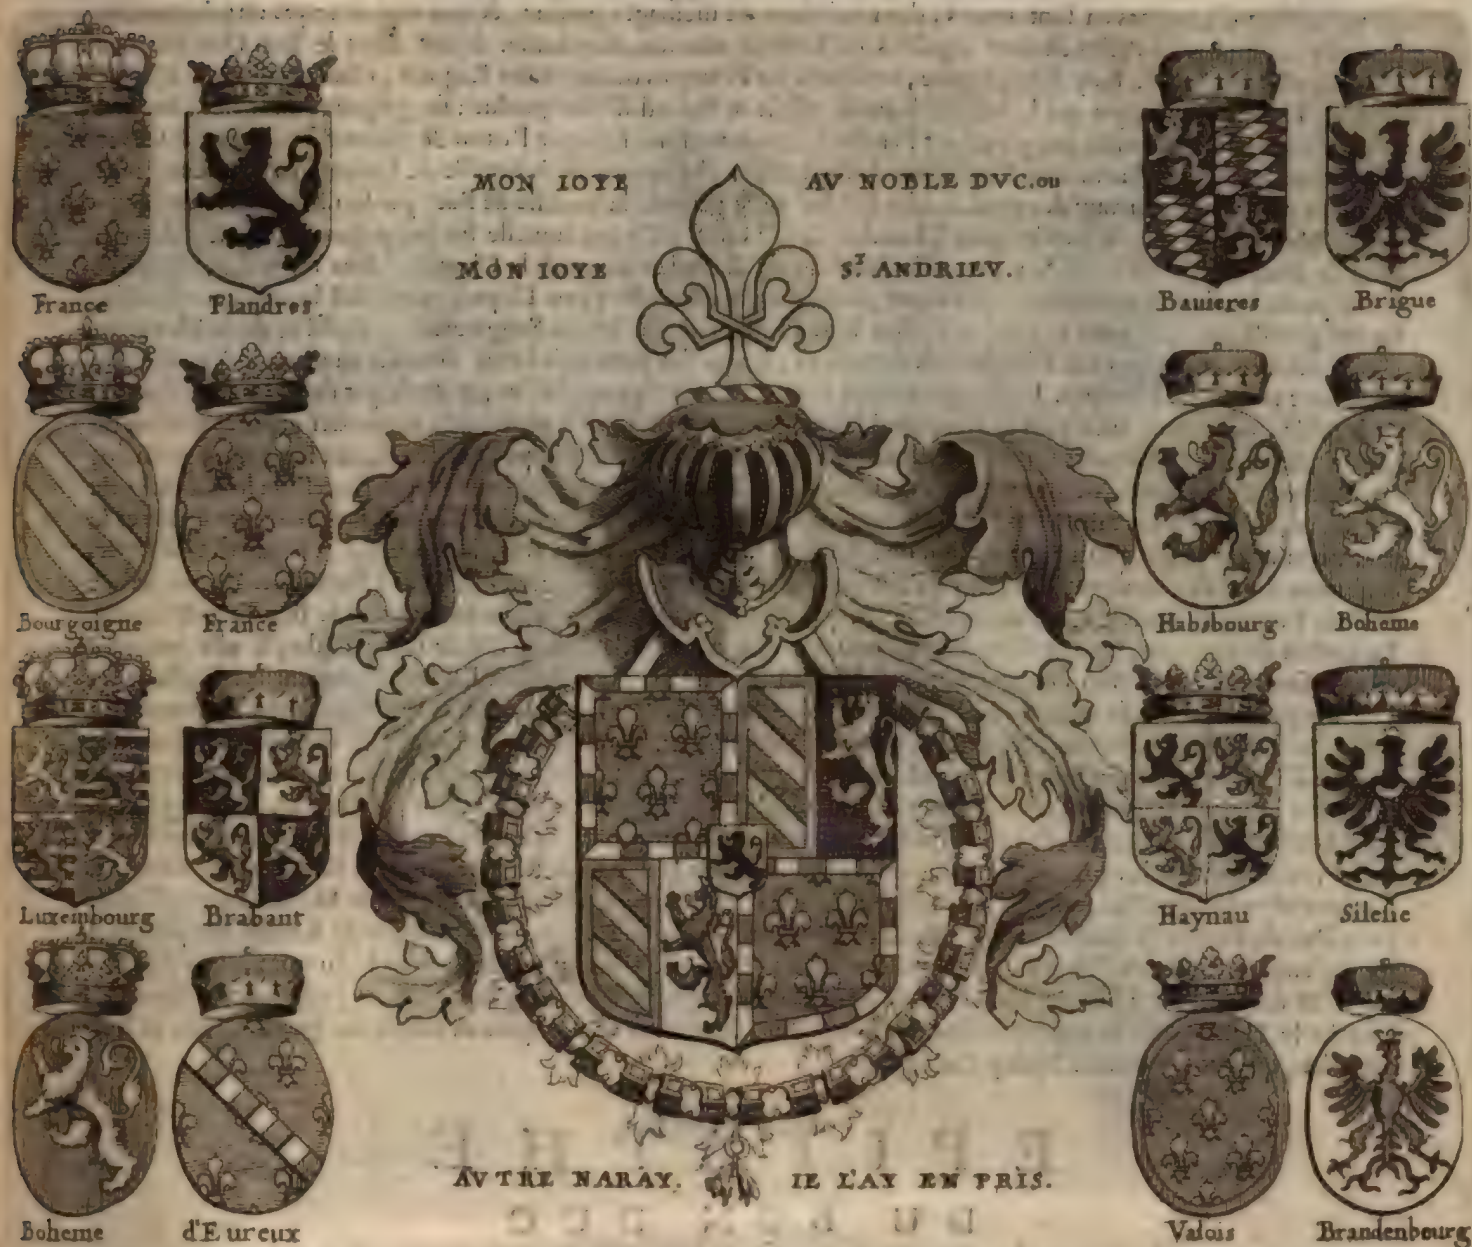 MON IOYE AV NOBLE DVC.ou
MON IOYE S.T ANDRIEV.
France Flandres Bauieres Brigue
Bourgoigne France Habsbourg Boheme
Luxembourg Brabant Haynau Silesie
AVTRE NARAY. IE L'AY EN PRIS.
Boheme d'Eureux Valois Brandenbourg